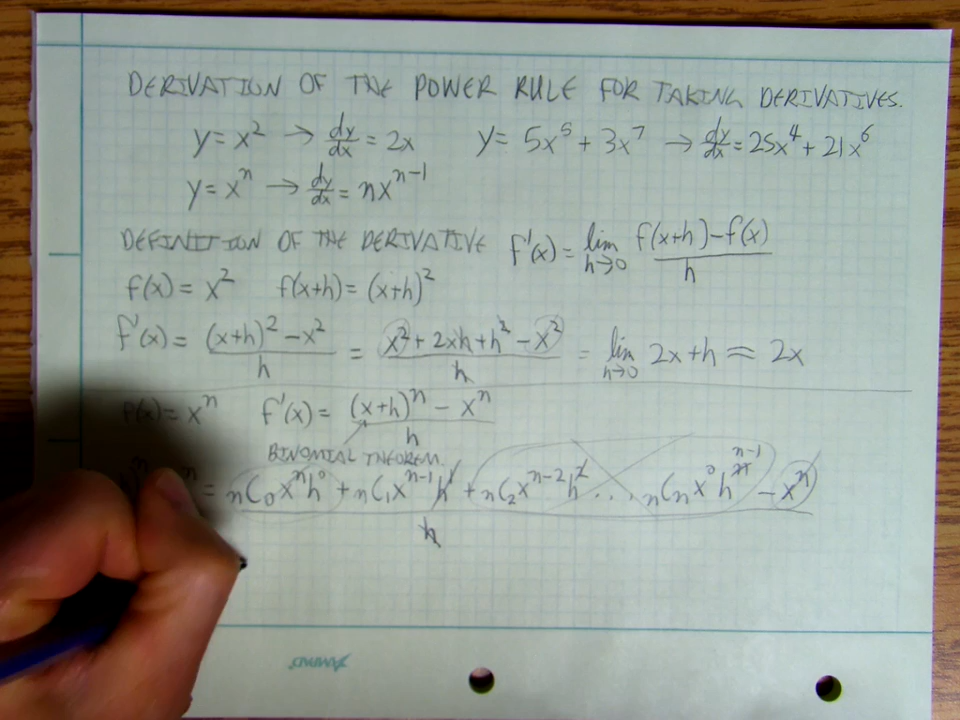 DERIVATION OF THE POWER RULE FOR TAKING DERIVATIVES.
y = x² → dy/dx = 2x    y = 5x⁵ + 3x⁷ → dy/dx = 25x⁴ + 21x⁶
y = xⁿ → dy/dx = nxⁿ⁻¹
DEFINITION OF THE DERIVATIVE f'(x) = lim h→0 (f(x+h) - f(x))/h
f(x) = x²    f(x+h) = (x+h)²
f'(x) = ((x+h)² - x²)/h = (x² + 2xh + h² - x²)/h = lim h→0 2x+h = 2x
f(x) = xⁿ    f'(x) = ((x+h)ⁿ - xⁿ)/h
BINOMIAL THEOREM.
= (ₙC₀xⁿh⁰ + ₙC₁xⁿ⁻¹h + ₙC₂xⁿ⁻²h² ... ₙCₙx⁰hⁿ⁻¹ - xⁿ)/h